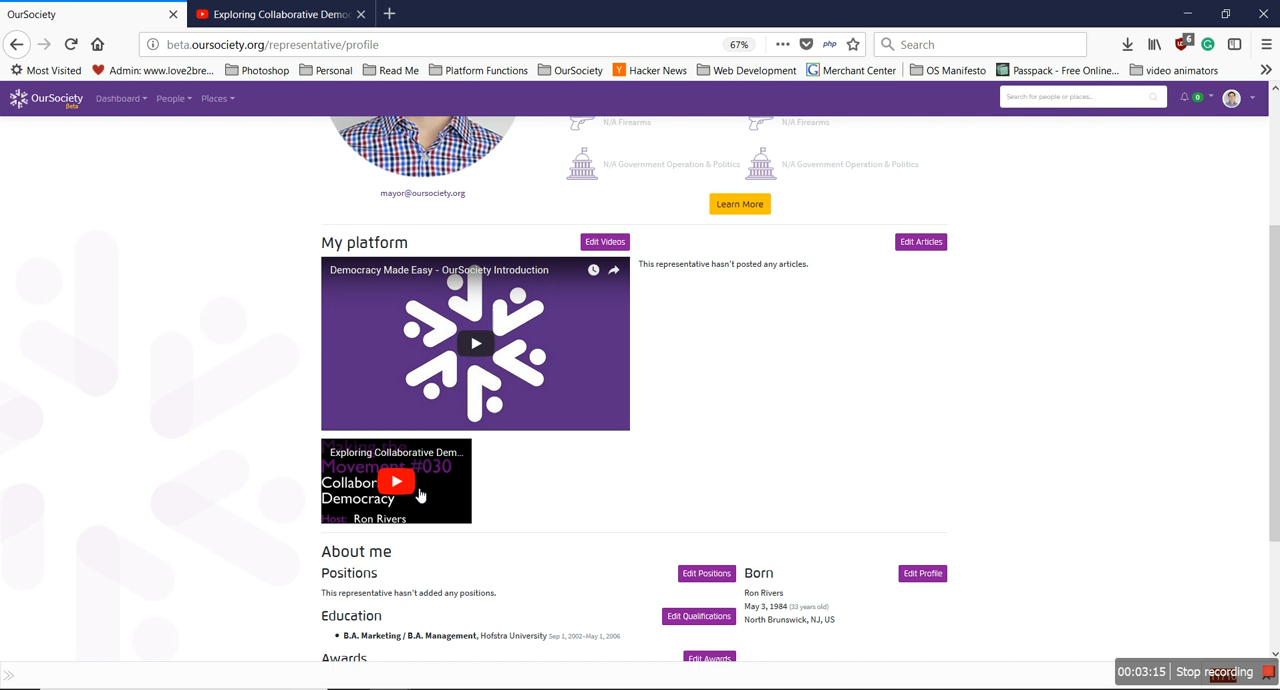 OurSociety
Exploring Collaborative Demo
beta.oursociety.org/representative/profile
67%
php
Search
6
Most Visited
Admin: www.love2bre...
Photoshop
Personal
Read Me
Platform Functions
OurSociety
Hacker News
Web Development
Merchant Center
OS Manifesto
Passpack - Free Online...
video animators
OurSociety
Beta
Dashboard
People
Places
Search for people or places...
0
N/A Firearms
N/A Firearms
N/A Government Operation & Politics
N/A Government Operation & Politics
mayor@oursociety.org
Learn More
My platform
Edit Videos
Edit Articles
Democracy Made Easy - OurSociety Introduction
This representative hasn't posted any articles.
Making the
Exploring Collaborative Dem...
Movement #030
Collabor
Democracy
Host: Ron Rivers
About me
Positions
Edit Positions
This representative hasn't added any positions.
Born
Edit Profile
Ron Rivers
May 3, 1984 (33 years old)
North Brunswick, NJ, US
Education
Edit Qualifications
B.A. Marketing / B.A. Management, Hofstra University Sep 1, 2002–May 1, 2006
Awards
Edit Awards
00:03:15
Stop recording